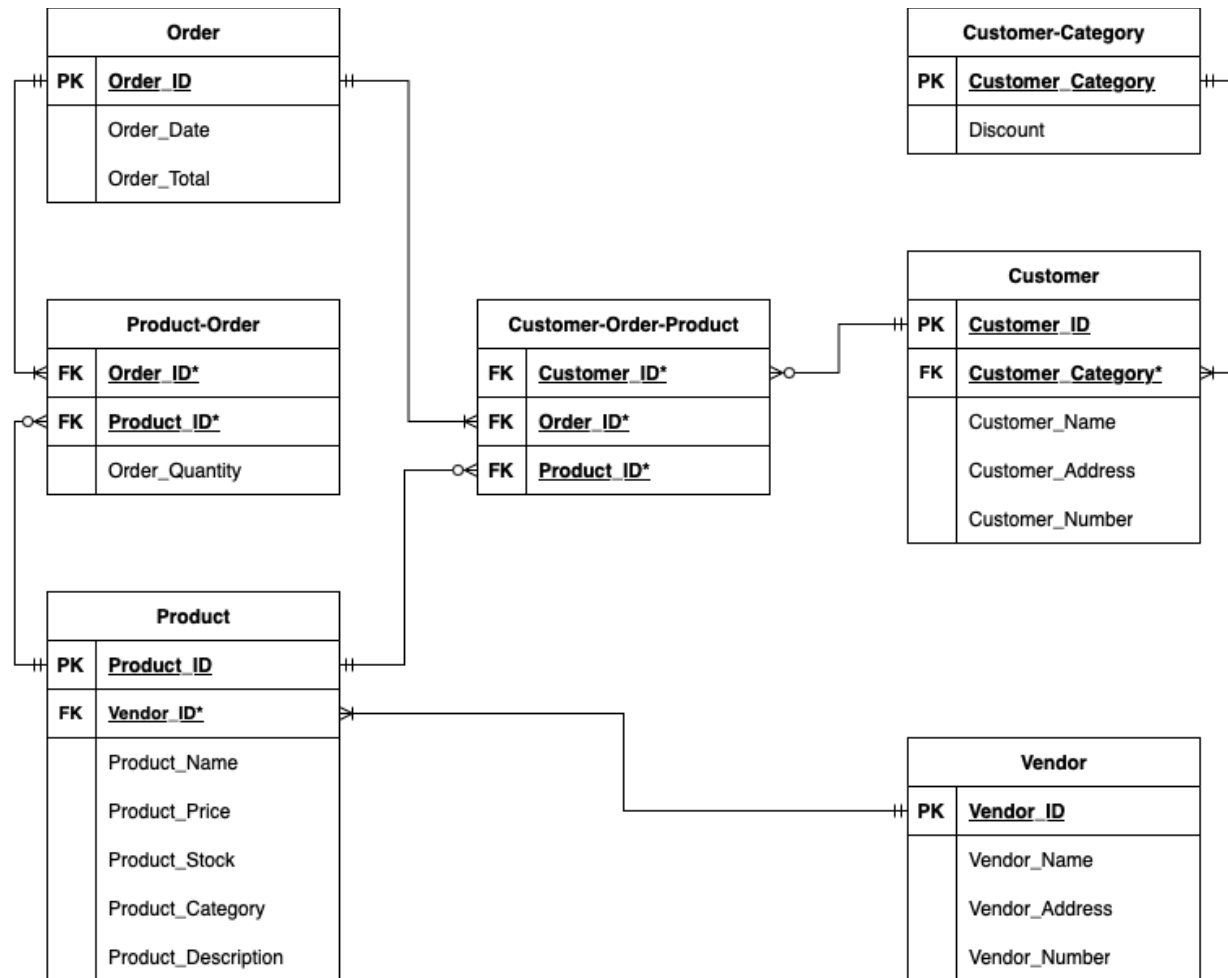 Order
PK Order_ID
Order_Date
Order_Total
Customer-Category
PK Customer_Category
Discount
Product-Order
FK Order_ID*
FK Product_ID*
Order_Quantity
Customer-Order-Product
FK Customer_ID*
FK Order_ID*
FK Product_ID*
Customer
PK Customer_ID
FK Customer_Category*
Customer_Name
Customer_Address
Customer_Number
Product
PK Product_ID
FK Vendor_ID*
Product_Name
Product_Price
Product_Stock
Product_Category
Product_Description
Vendor
PK Vendor_ID
Vendor_Name
Vendor_Address
Vendor_Number